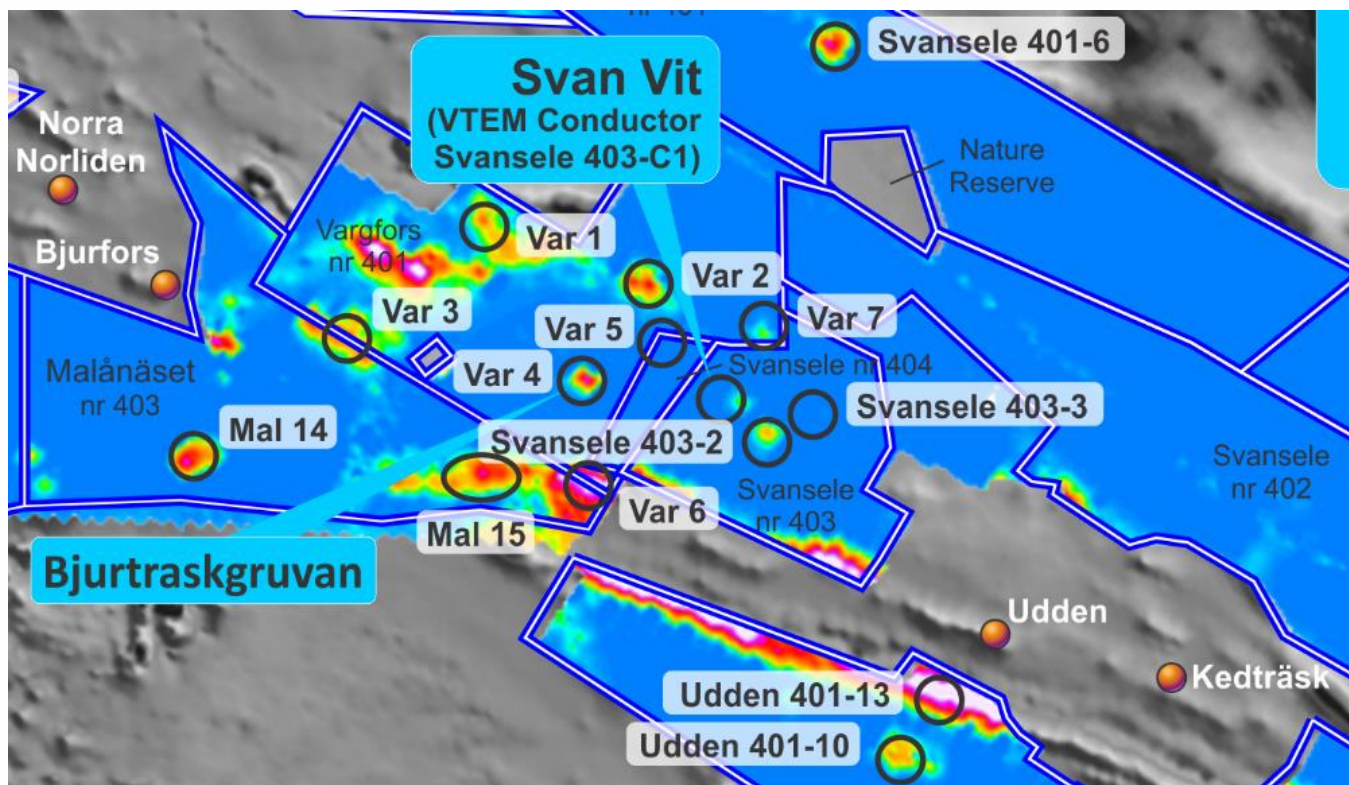 Svansele 401-6
Svan Vit
(VTEM Conductor
Svansele 403-C1)
Norra
Norliden
Nature
Reserve
Vargfors
nr 401
Var 1
Bjurfors
Var 2
Var 3
Var 5
Var 7
Malånäset
nr 403
Var 4
Svansele nr 404
Svansele 403-3
Mal 14
Svansele 403-2
Svansele
nr 402
Svansele
nr 403
Var 6
Mal 15
Bjurtraskgruvan
Udden
Kedträsk
Udden 401-13
Udden 401-10